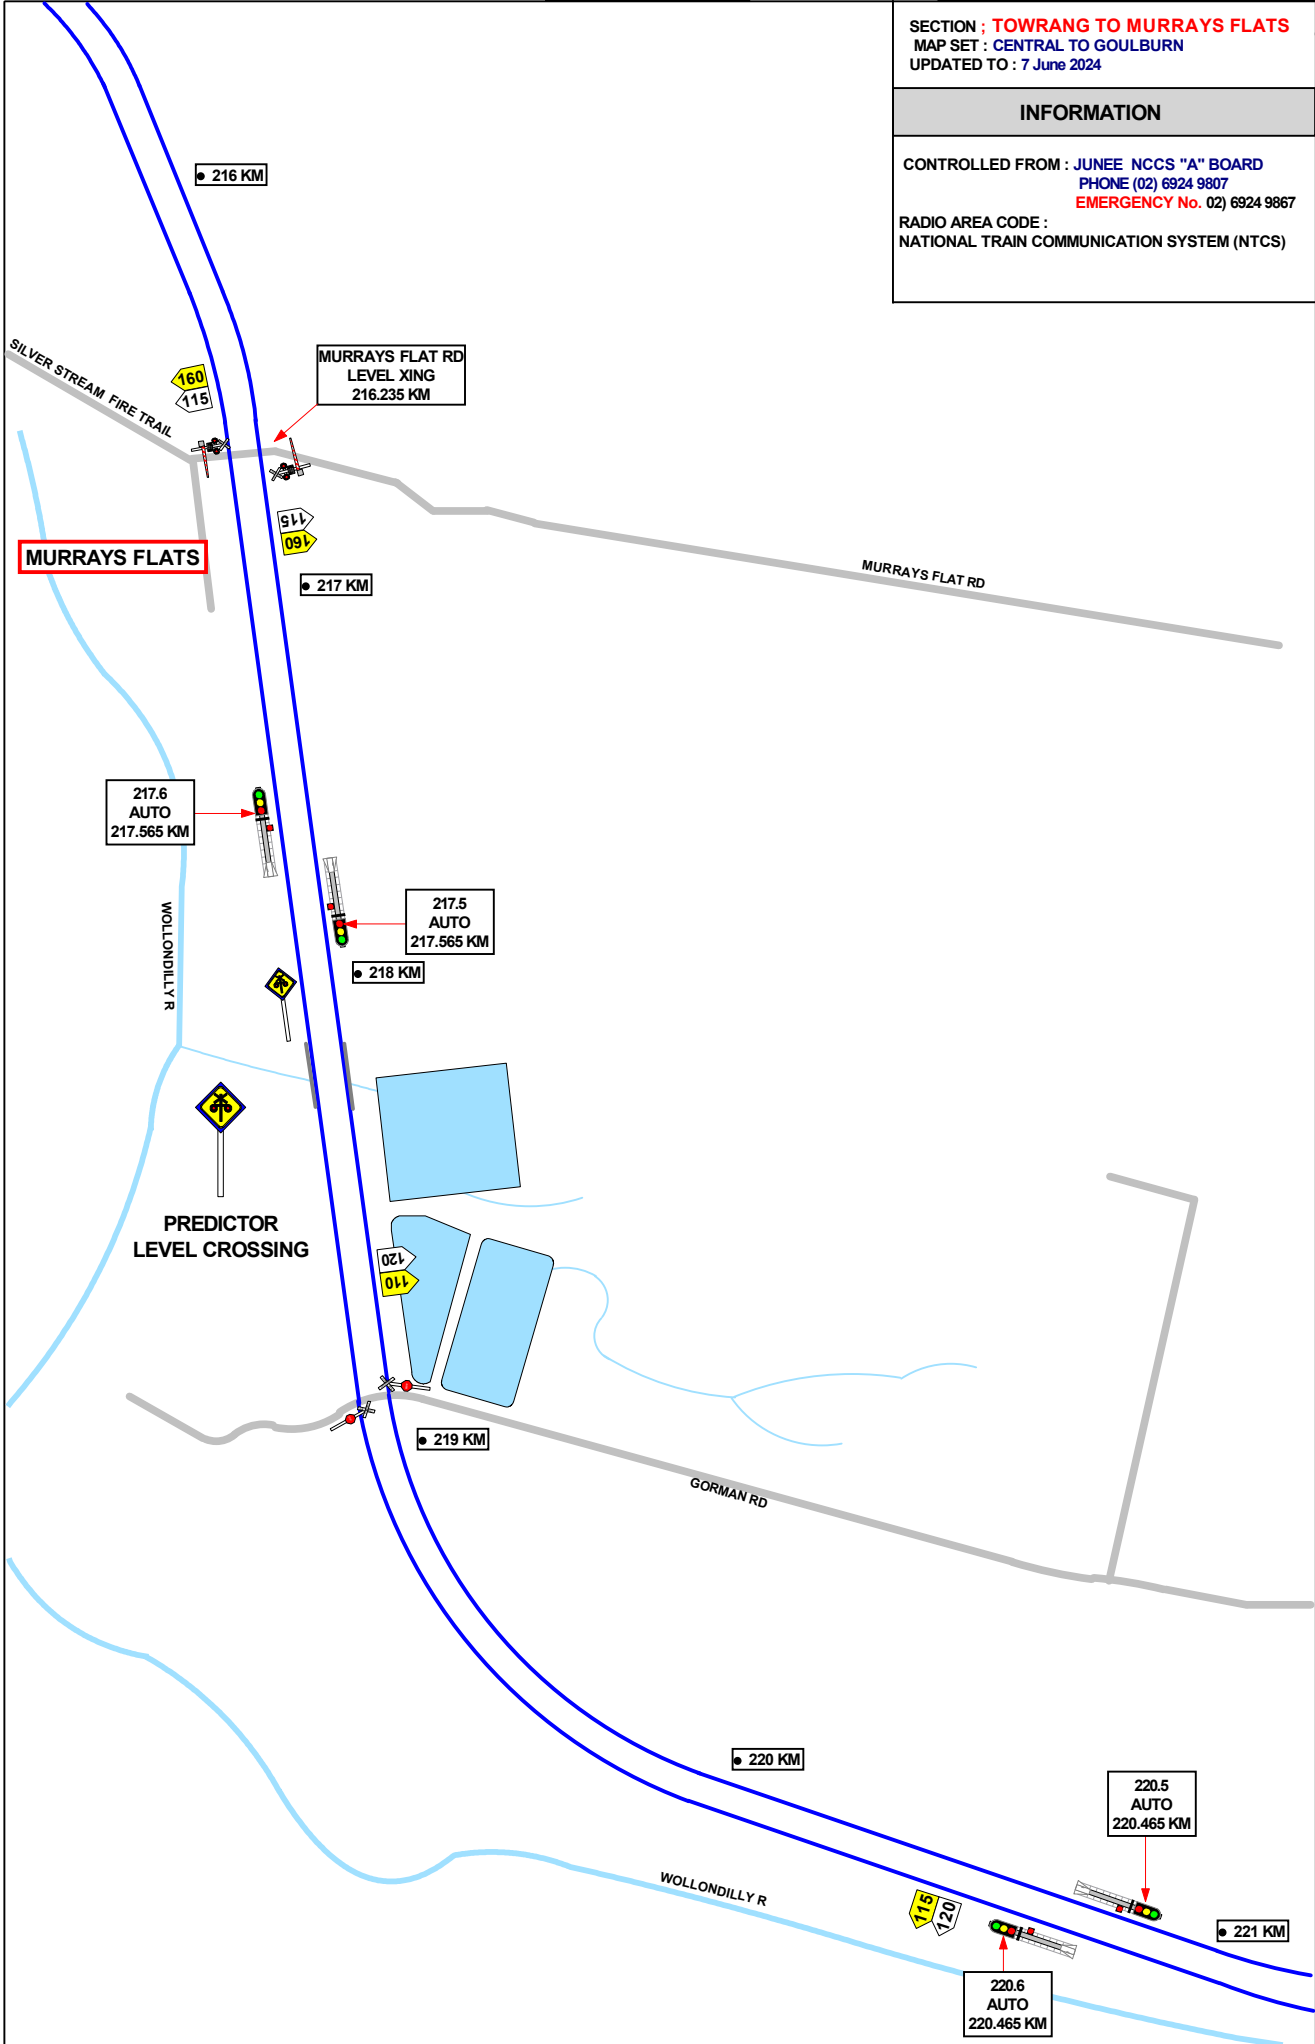 SECTION ; TOWRANG TO MURRAYS FLATS
MAP SET : CENTRAL TO GOULBURN
UPDATED TO : 7 June 2024
INFORMATION
CONTROLLED FROM : JUNEE NCCS "A" BOARD
PHONE (02) 6924 9807
EMERGENCY No. 02) 6924 9867
RADIO AREA CODE :
NATIONAL TRAIN COMMUNICATION SYSTEM (NTCS)
216 KM
SILVER STREAM FIRE TRAIL
160
115
MURRAYS FLAT RD
LEVEL XING
216.235 KM
115
160
MURRAYS FLATS
217 KM
MURRAYS FLAT RD
217.6
AUTO
217.565 KM
217.5
AUTO
217.565 KM
WOLLONDILLY R
218 KM
PREDICTOR
LEVEL CROSSING
120
110
219 KM
GORMAN RD
220 KM
220.5
AUTO
220.465 KM
WOLLONDILLY R
115
120
221 KM
220.6
AUTO
220.465 KM